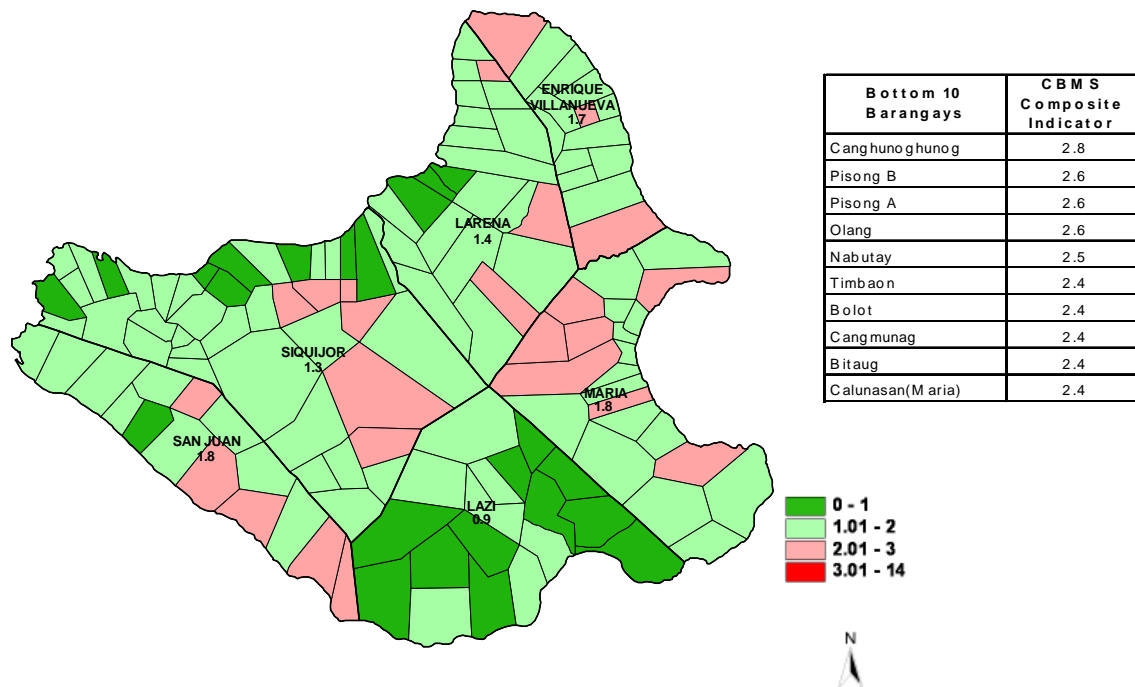 ENRIQUE
VILLANUEVA
1.7
LARENA
1.4
SIQUIJOR
1.3
MARIA
1.8
SAN JUAN
1.8
LAZI
0.9
Bottom 10 Barangays
CBMS Composite Indicator
Canghunoghunog 2.8
Pisong B 2.6
Pisong A 2.6
Olang 2.6
Nabutay 2.5
Timbaon 2.4
Bolot 2.4
Cangmunag 2.4
Bitaug 2.4
Calunasan(Maria) 2.4
0 - 1
1.01 - 2
2.01 - 3
3.01 - 14
N